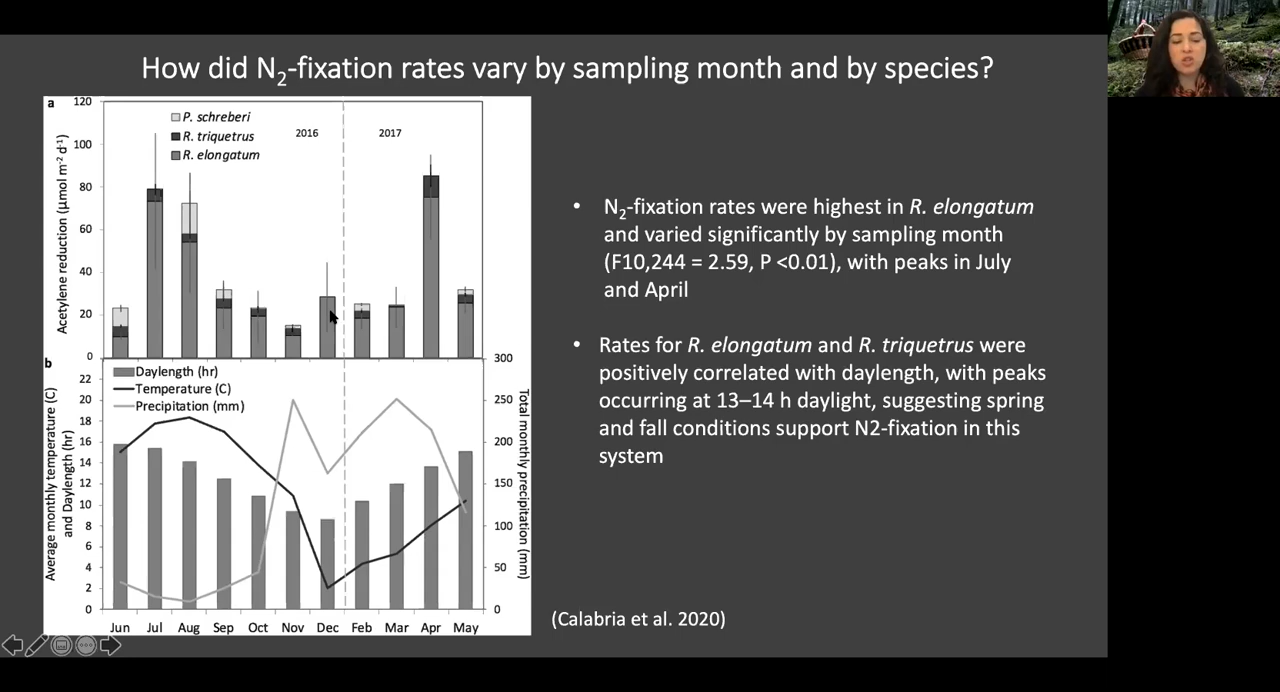 How did N₂-fixation rates vary by sampling month and by species?
a
120
100
80
60
40
20
0
Acetylene reduction (μmol m⁻² d⁻¹)
P. schreberi
R. triquetrus
R. elongatum
2016
2017
b
Daylength (hr)
Temperature (C)
Precipitation (mm)
22
20
18
16
14
12
10
8
6
4
2
0
Average monthly temperature (C)
and Daylength (hr)
300
250
200
150
100
50
0
Total monthly precipitation (mm)
Jun Jul Aug Sep Oct Nov Dec Feb Mar Apr May
• N₂-fixation rates were highest in R. elongatum
and varied significantly by sampling month
(F10,244 = 2.59, P <0.01), with peaks in July
and April
• Rates for R. elongatum and R. triquetrus were
positively correlated with daylength, with peaks
occurring at 13–14 h daylight, suggesting spring
and fall conditions support N2-fixation in this
system
(Calabria et al. 2020)